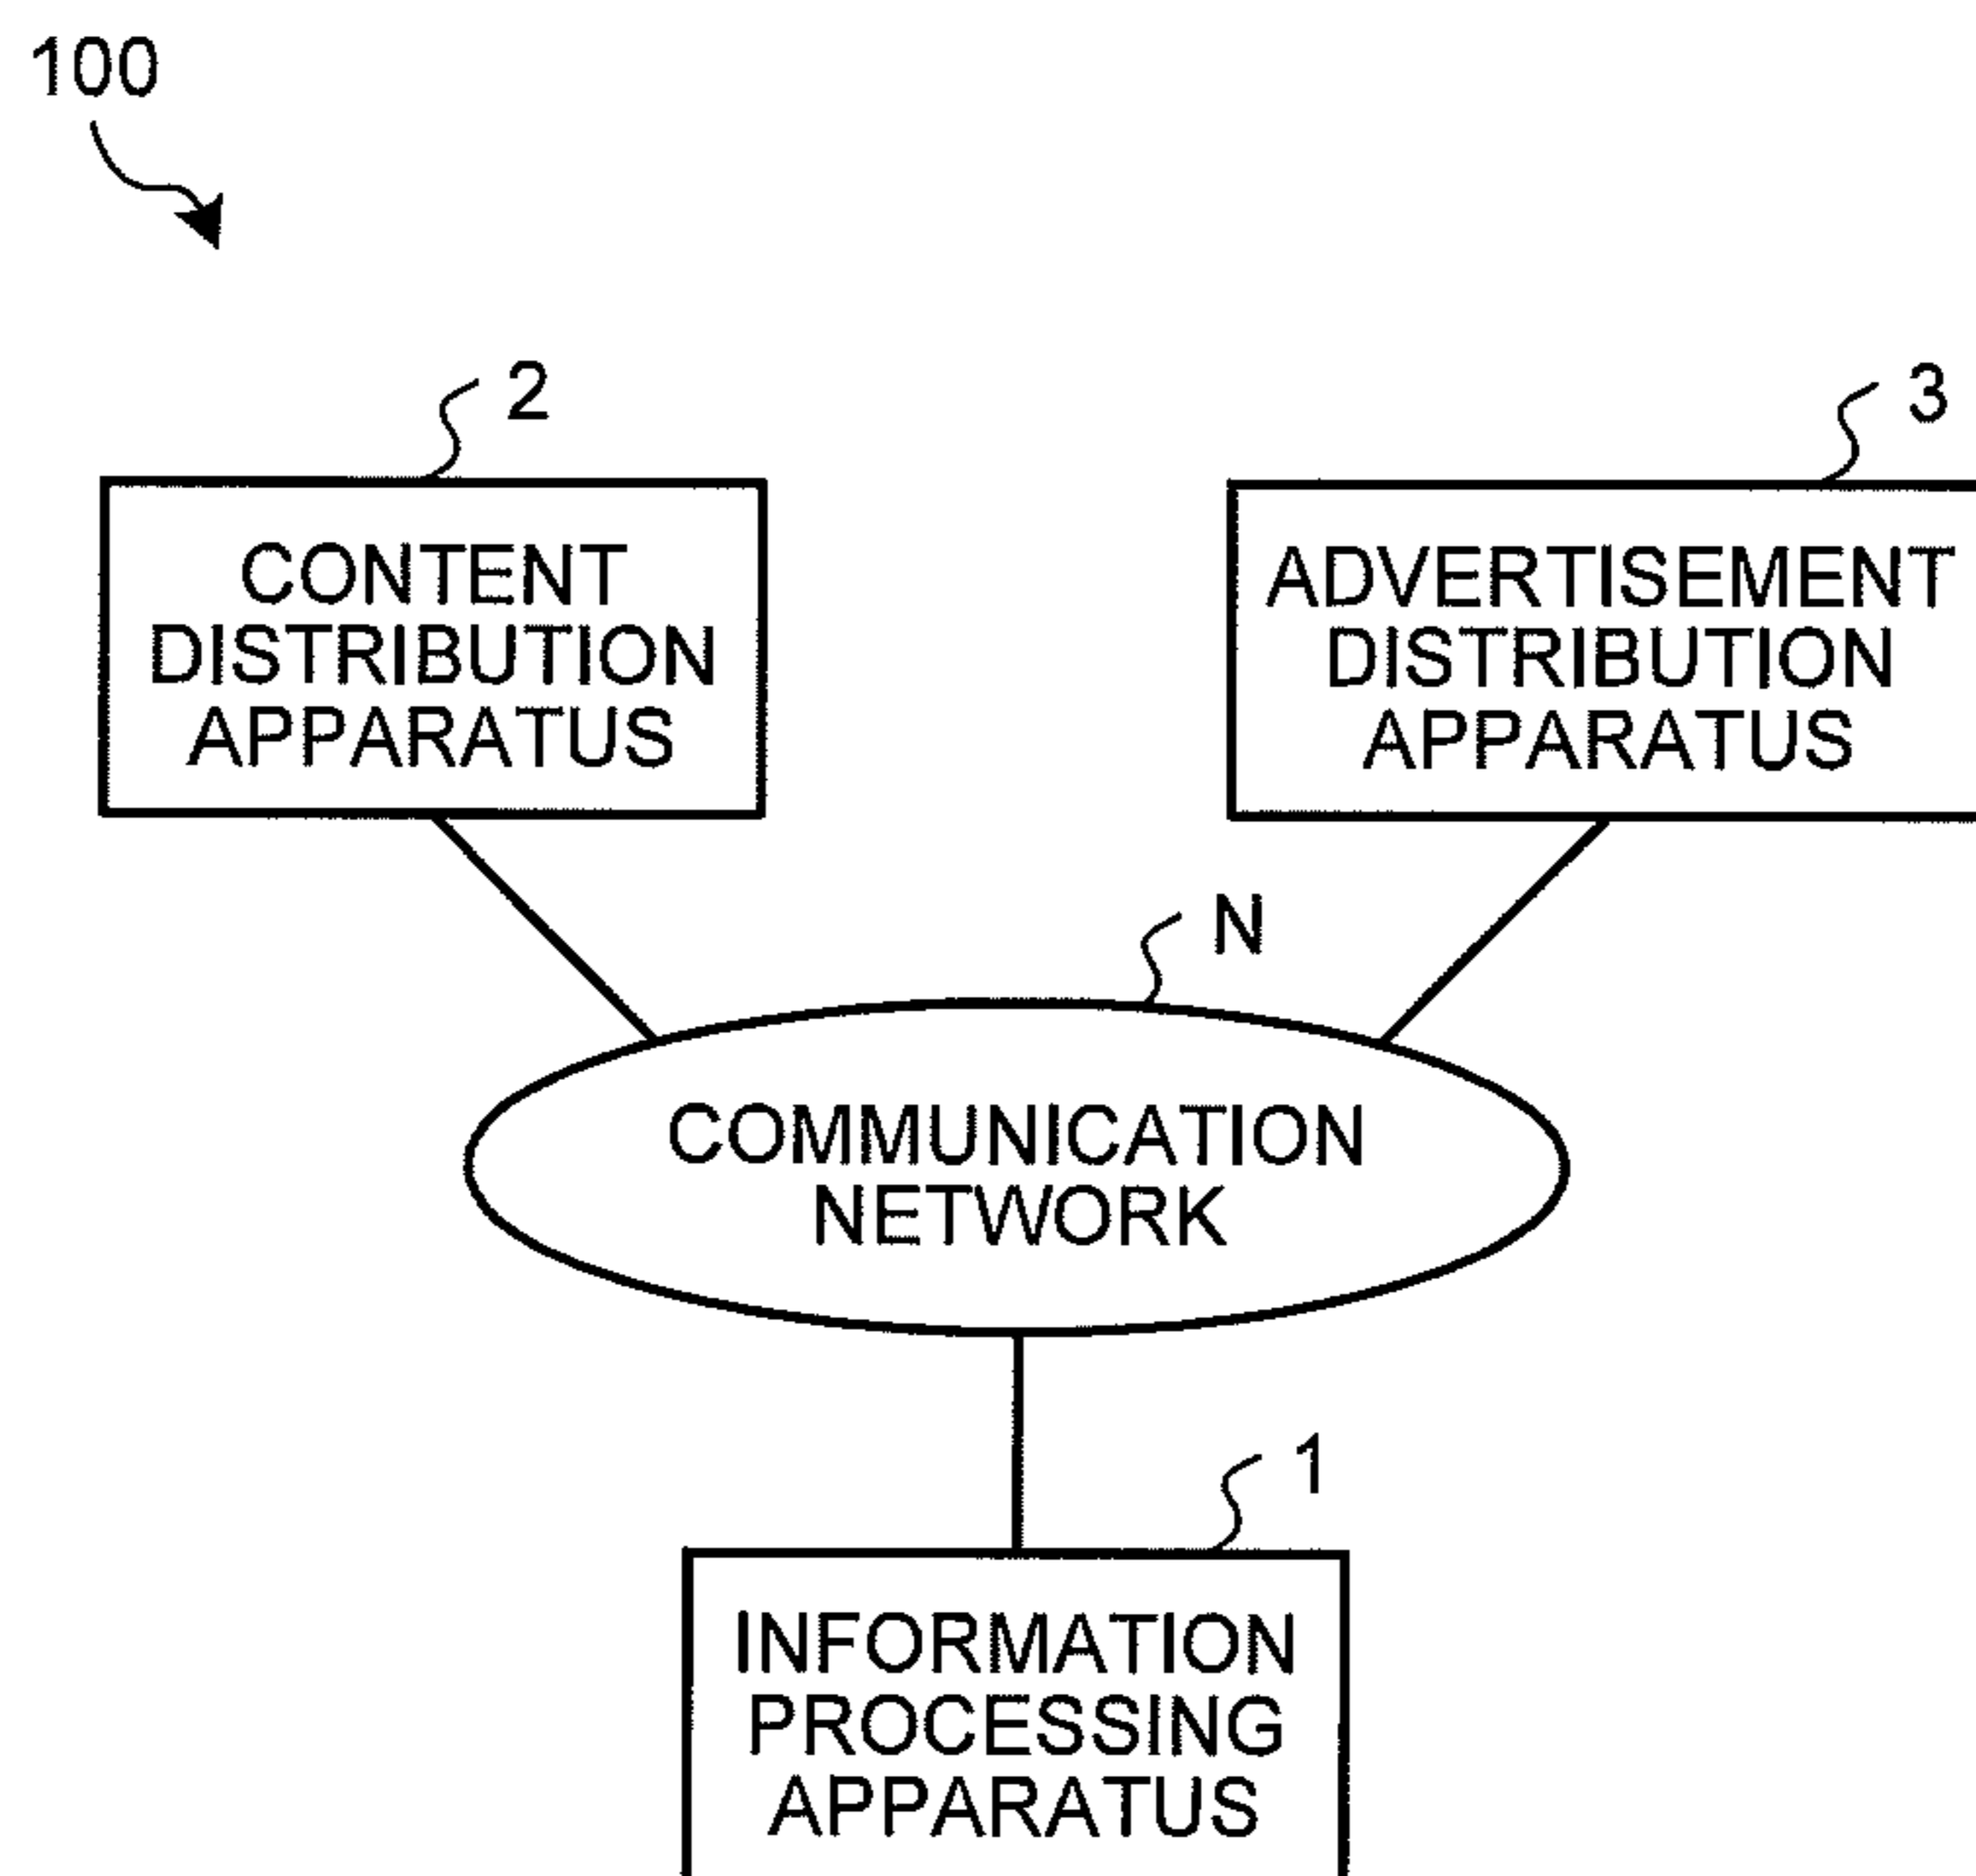 100
2
CONTENT
DISTRIBUTION
APPARATUS
3
ADVERTISEMENT
DISTRIBUTION
APPARATUS
N
COMMUNICATION
NETWORK
1
INFORMATION
PROCESSING
APPARATUS